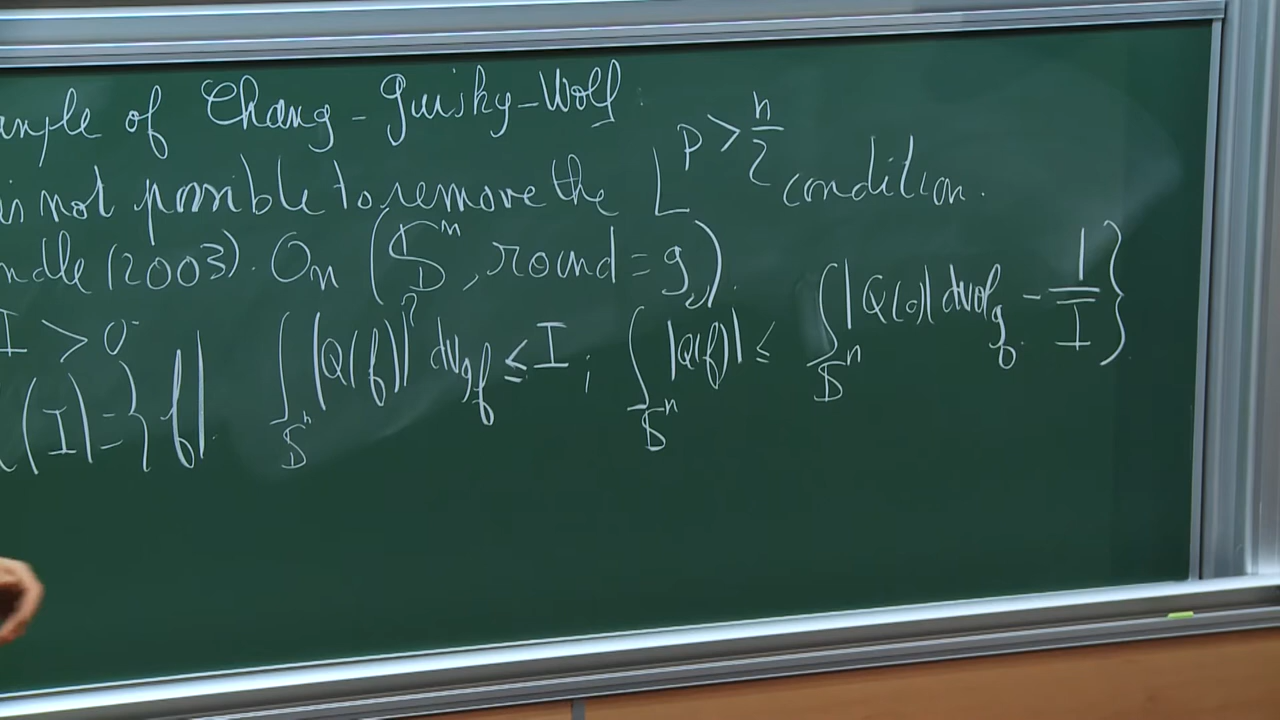 ample of Chang-Gursky-Wolf.
is not possible to remove the L^{p > n/2} condition.
ndle (2003). On (S^n, round = g_0).
I > 0
(I) = { f | ∫_{S^n} |Q(f)|^2 dv_{g_f} ≤ I ; ∫_{S^n} |Q(f)| ≤ ∫_{S^n} |Q(0)| dvol_{g_0} - 1/I }